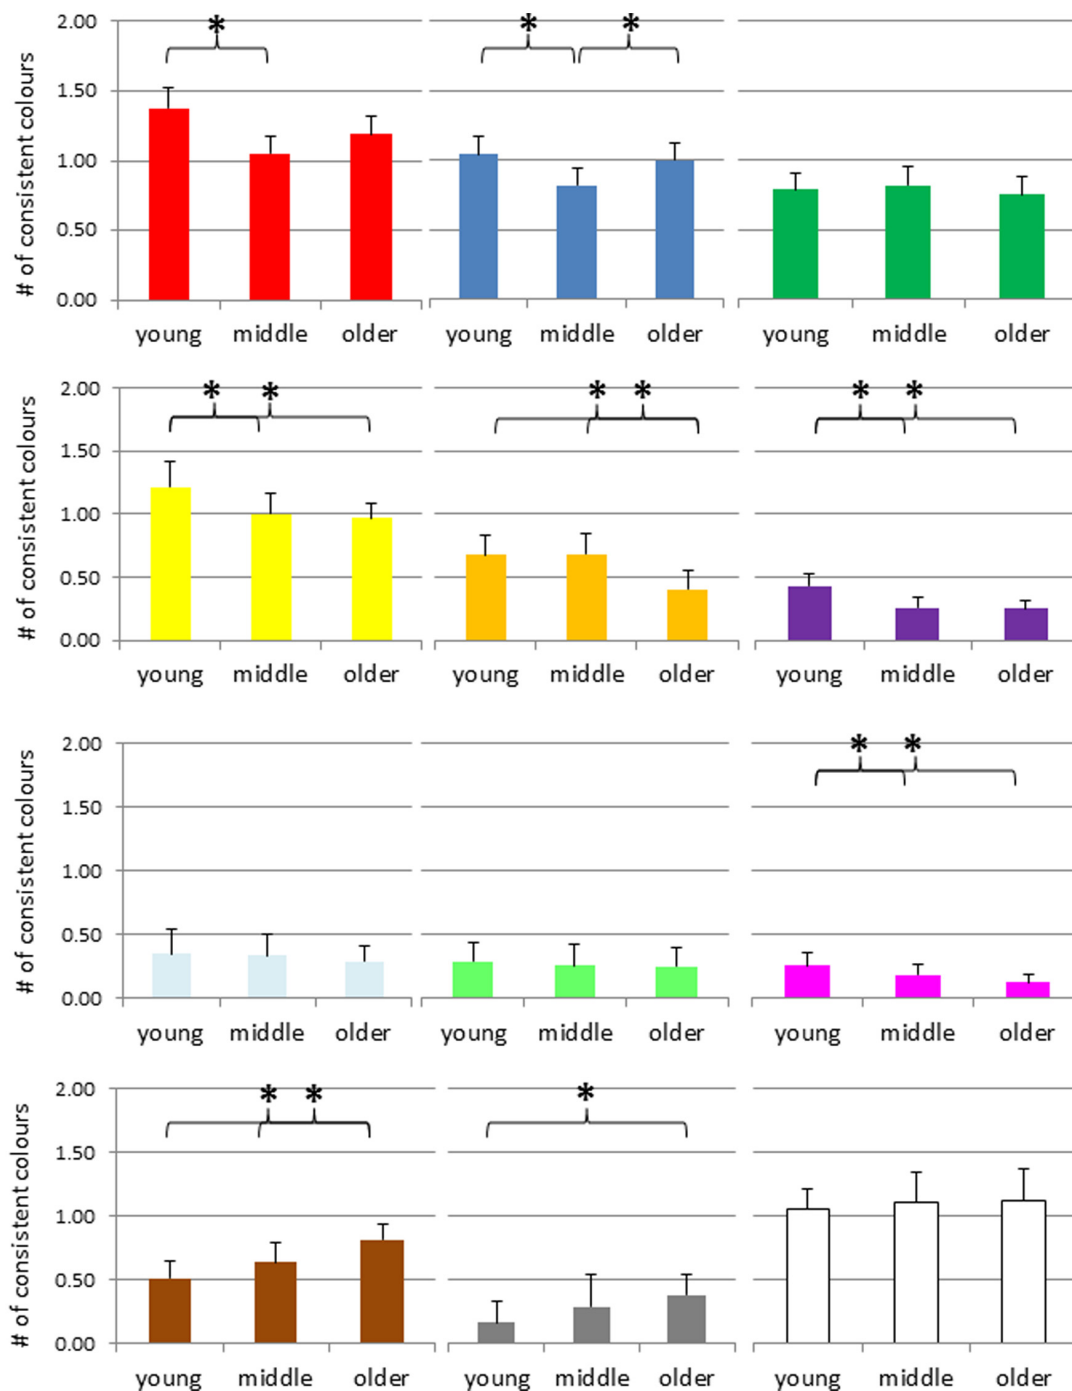 # of consistent colours
2.00 * * *
1.50
1.00
0.50
0.00
young middle older young middle older young middle older
# of consistent colours
2.00 * * * * * *
1.50
1.00
0.50
0.00
young middle older young middle older young middle older
# of consistent colours
2.00 * *
1.50
1.00
0.50
0.00
young middle older young middle older young middle older
# of consistent colours
2.00 * * *
1.50
1.00
0.50
0.00
young middle older young middle older young middle older